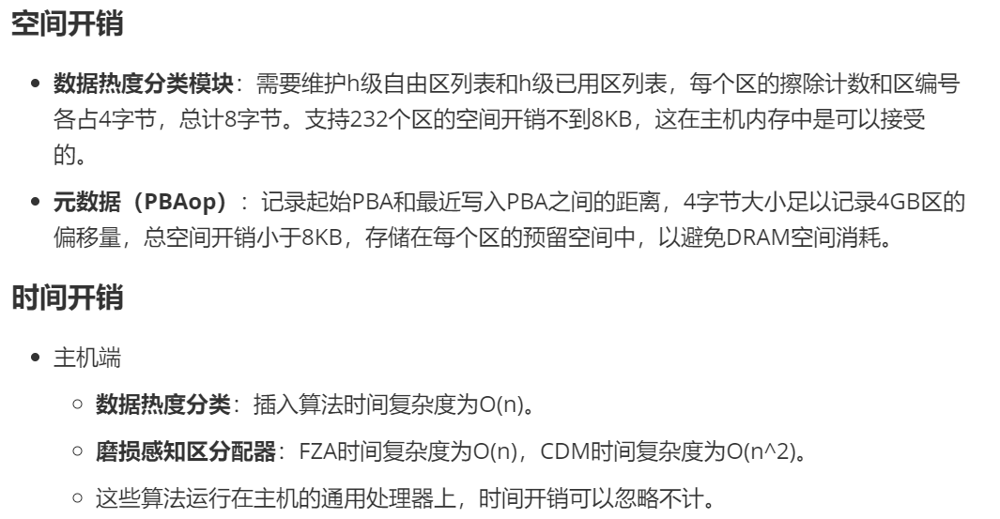 空间开销
• 数据热度分类模块：需要维护h级自由区列表和h级已用区列表，每个区的擦除计数和区编号
各占4字节，总计8字节。支持232个区的空间开销不到8KB，这在主机内存中是可以接受
的。
• 元数据（PBAop）：记录起始PBA和最近写入PBA之间的距离，4字节大小足以记录4GB区的
偏移量，总空间开销小于8KB，存储在每个区的预留空间中，以避免DRAM空间消耗。
时间开销
• 主机端
○ 数据热度分类：插入算法时间复杂度为O(n)。
○ 磨损感知区分配器：FZA时间复杂度为O(n)，CDM时间复杂度为O(n^2)。
○ 这些算法运行在主机的通用处理器上，时间开销可以忽略不计。